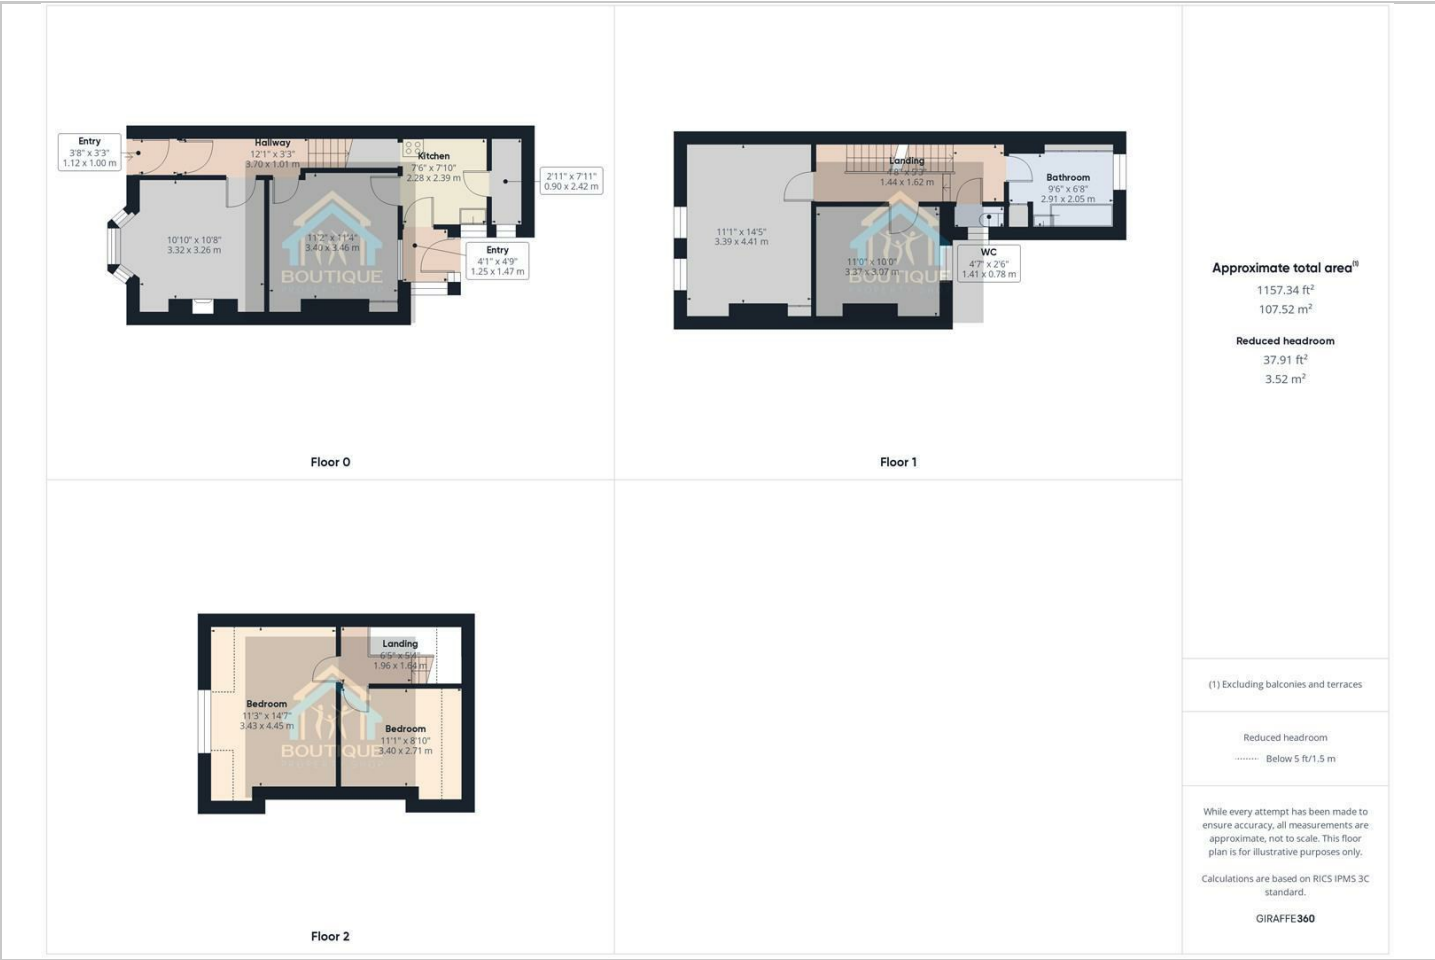 Entry
3'8" x 3'3"
1.12 x 1.00 m
Hallway
12'1" x 3'3"
3.70 x 1.01 m
Kitchen
7'6" x 7'10"
2.28 x 2.39 m
2'11" x 7'11"
0.90 x 2.42 m
10'10" x 10'8"
3.32 x 3.26 m
11'2" x 11'4"
3.40 x 3.46 m
BOUTIQUE
Entry
4'1" x 4'9"
1.25 x 1.47 m
Floor 0
Landing
4'8" x 5'3"
1.44 x 1.62 m
Bathroom
9'6" x 6'8"
2.91 x 2.05 m
11'1" x 14'5"
3.39 x 4.41 m
11'0" x 10'0"
3.37 x 3.07 m
BOUTIQUE
WC
4'7" x 2'6"
1.41 x 0.78 m
Floor 1
Landing
6'5" x 5'4"
1.96 x 1.64 m
Bedroom
11'3" x 14'7"
3.43 x 4.45 m
Bedroom
11'1" x 8'10"
3.40 x 2.71 m
BOUTIQUE
Floor 2
Approximate total area(1)
1157.34 ft²
107.52 m²
Reduced headroom
37.91 ft²
3.52 m²
(1) Excluding balconies and terraces
Reduced headroom
Below 5 ft/1.5 m
While every attempt has been made to
ensure accuracy, all measurements are
approximate, not to scale. This floor
plan is for illustrative purposes only.
Calculations are based on RICS IPMS 3C
standard.
GIRAFFE360